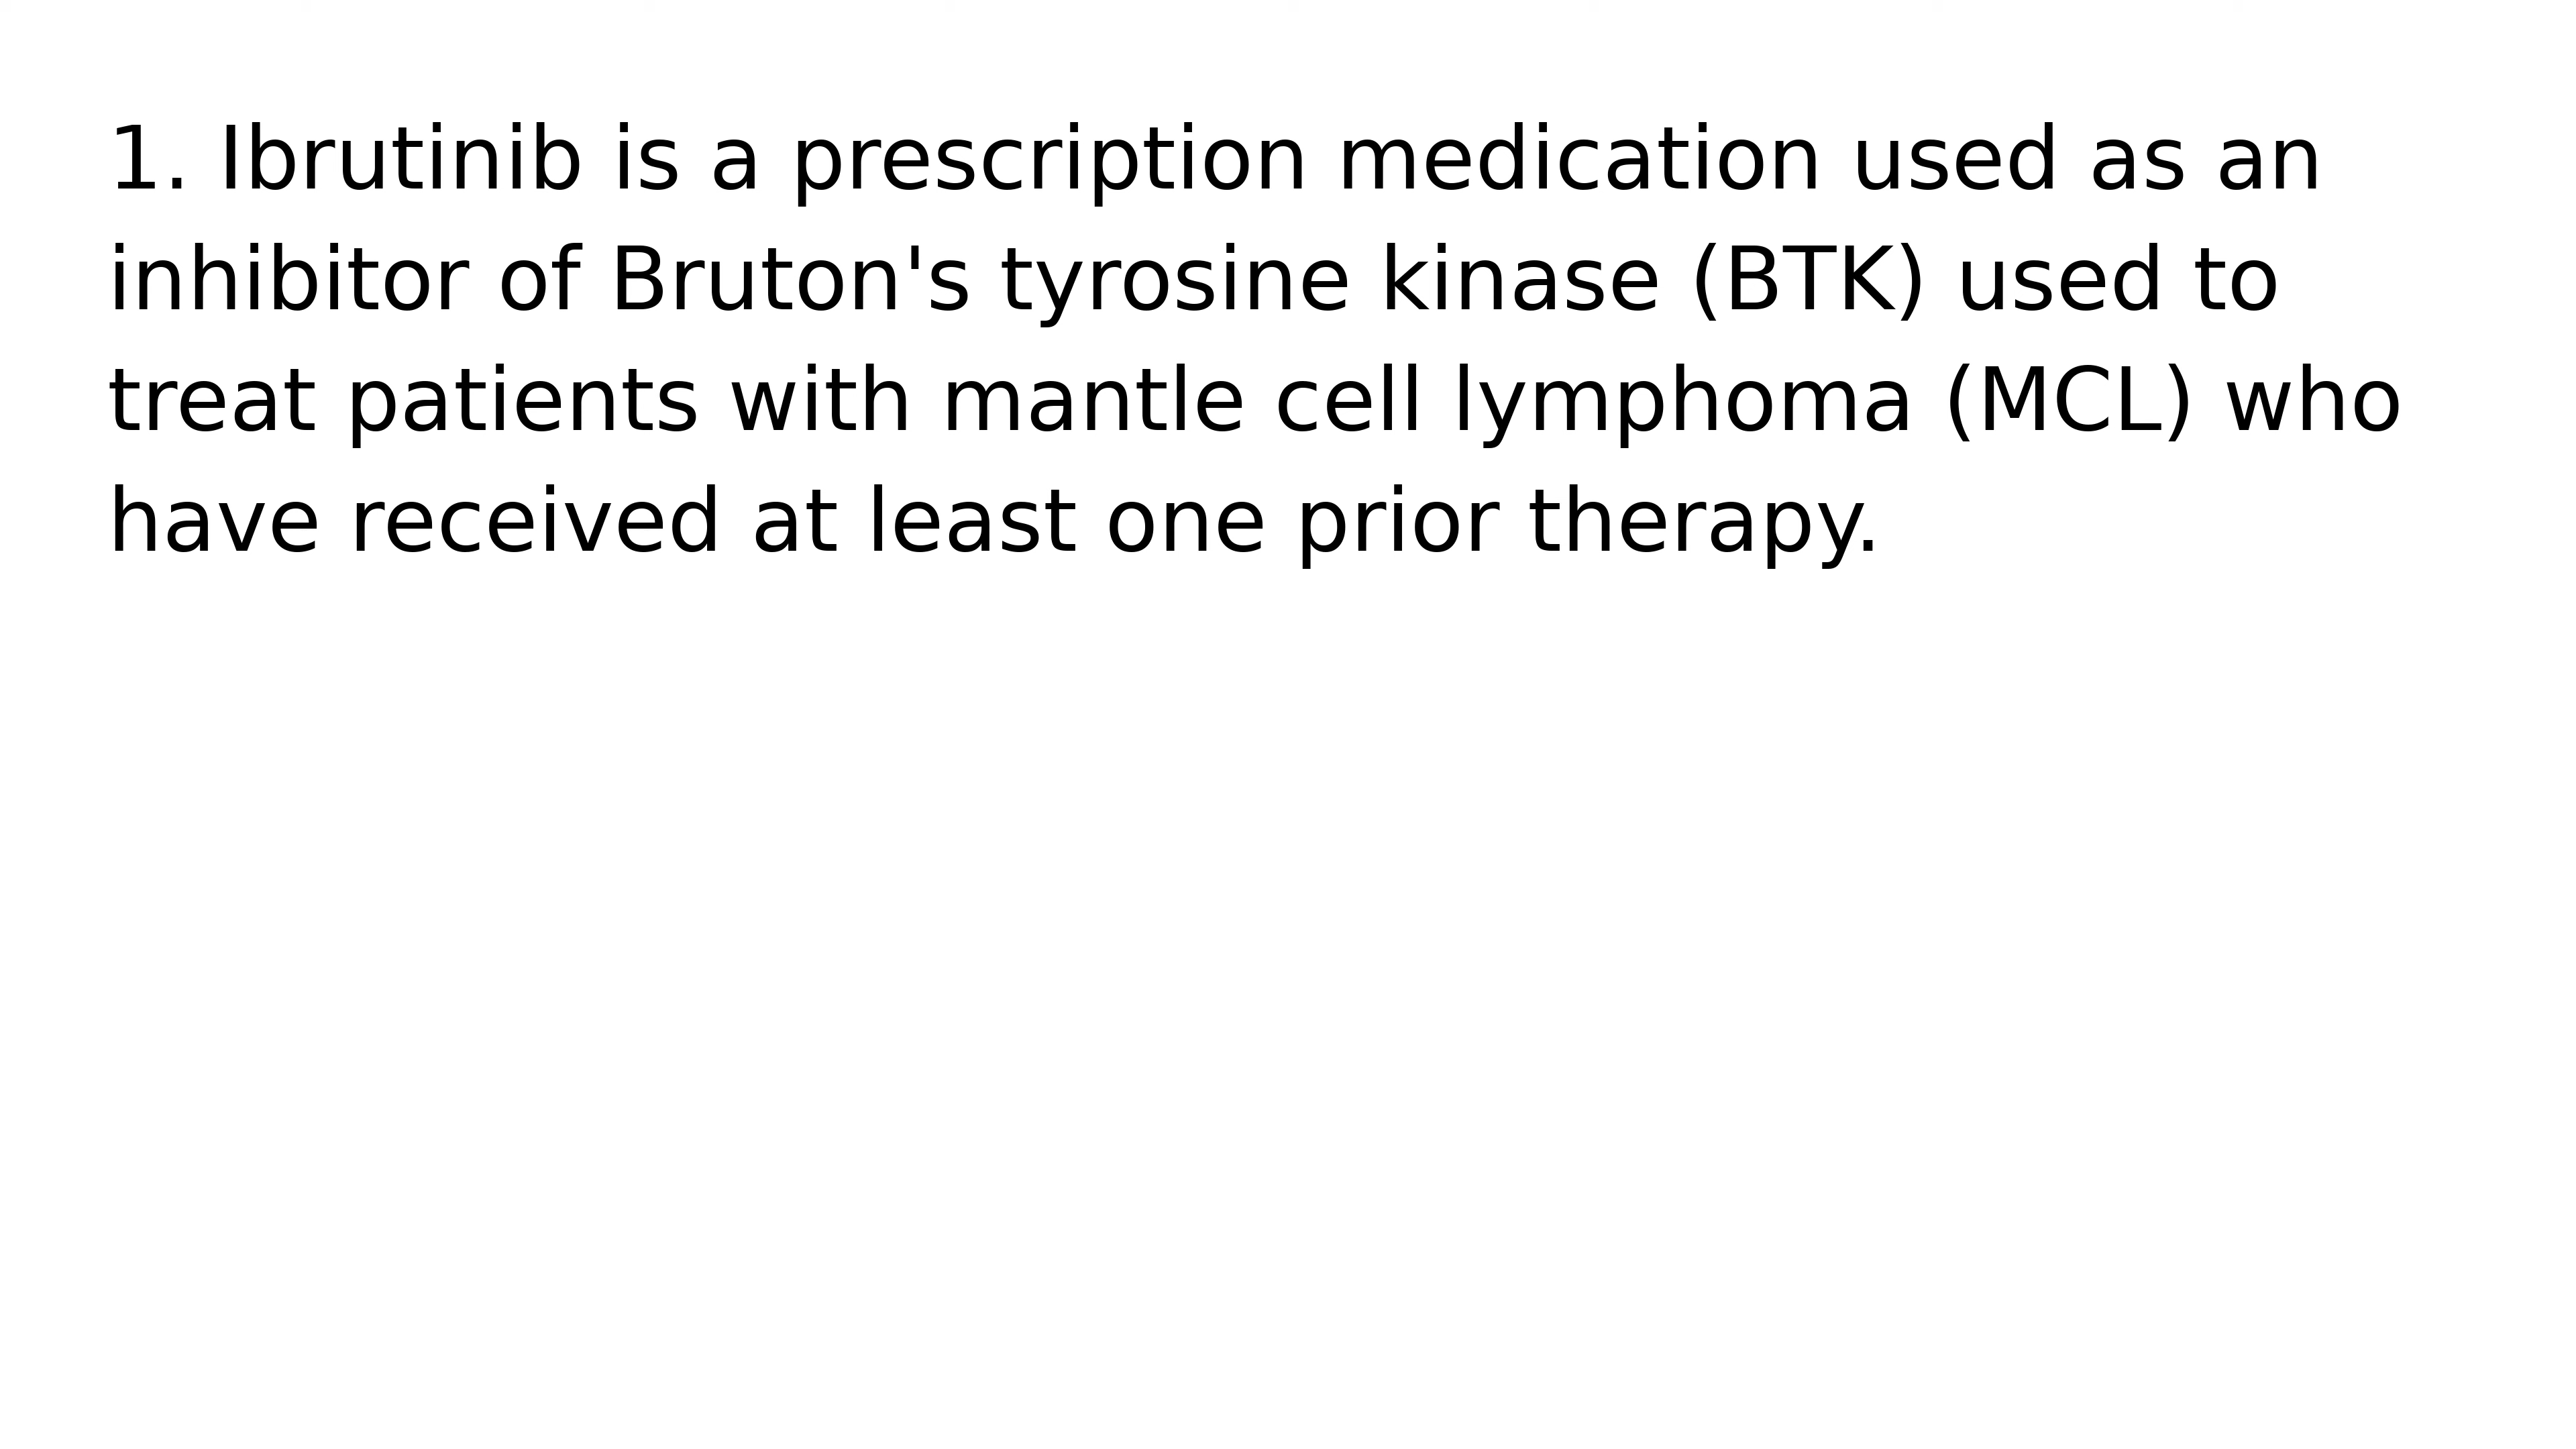 1. Ibrutinib is a prescription medication used as an
inhibitor of Bruton's tyrosine kinase (BTK) used to
treat patients with mantle cell lymphoma (MCL) who
have received at least one prior therapy.